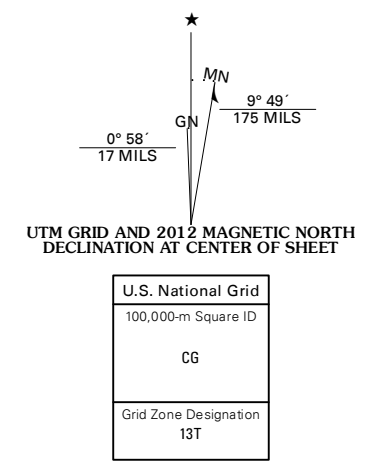 ★
MN
9° 49´
175 MILS
GN
0° 58´
17 MILS
UTM GRID AND 2012 MAGNETIC NORTH
DECLINATION AT CENTER OF SHEET
U.S. National Grid
100,000-m Square ID
CG
Grid Zone Designation
13T